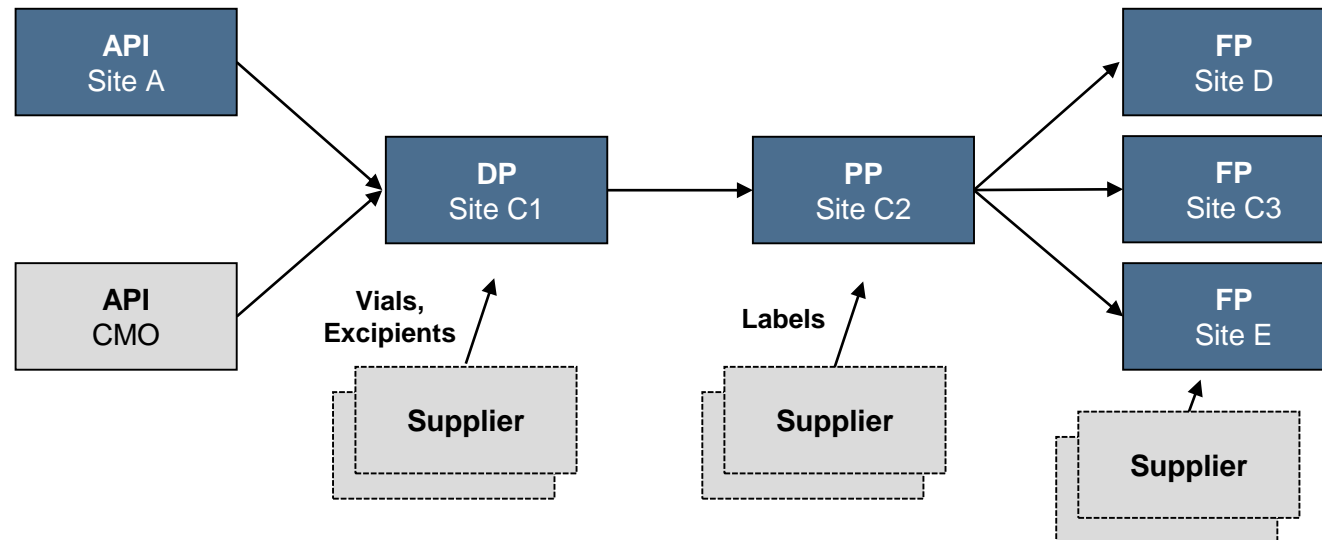 API
Site A
FP
Site D
DP
Site C1
PP
Site C2
FP
Site C3
API
CMO
FP
Site E
Vials,
Excipients
Labels
Supplier
Supplier
Supplier